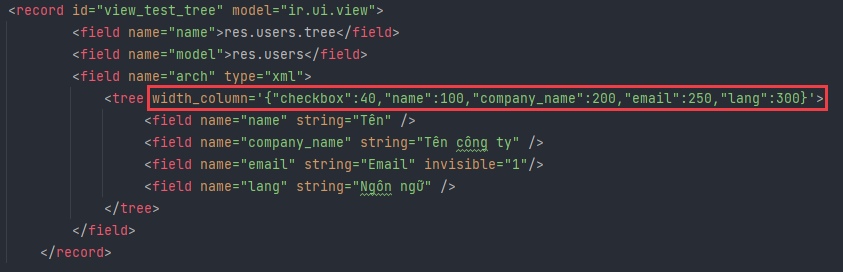 <record id="view_test_tree" model="ir.ui.view">
<field name="name">res.users.tree</field>
<field name="model">res.users</field>
<field name="arch" type="xml">
<tree width_column='{"checkbox":40,"name":100,"company_name":200,"email":250,"lang":300}'>
<field name="name" string="Tên" />
<field name="company_name" string="Tên công ty" />
<field name="email" string="Email" invisible="1"/>
<field name="lang" string="Ngôn ngữ" />
</tree>
</field>
</record>